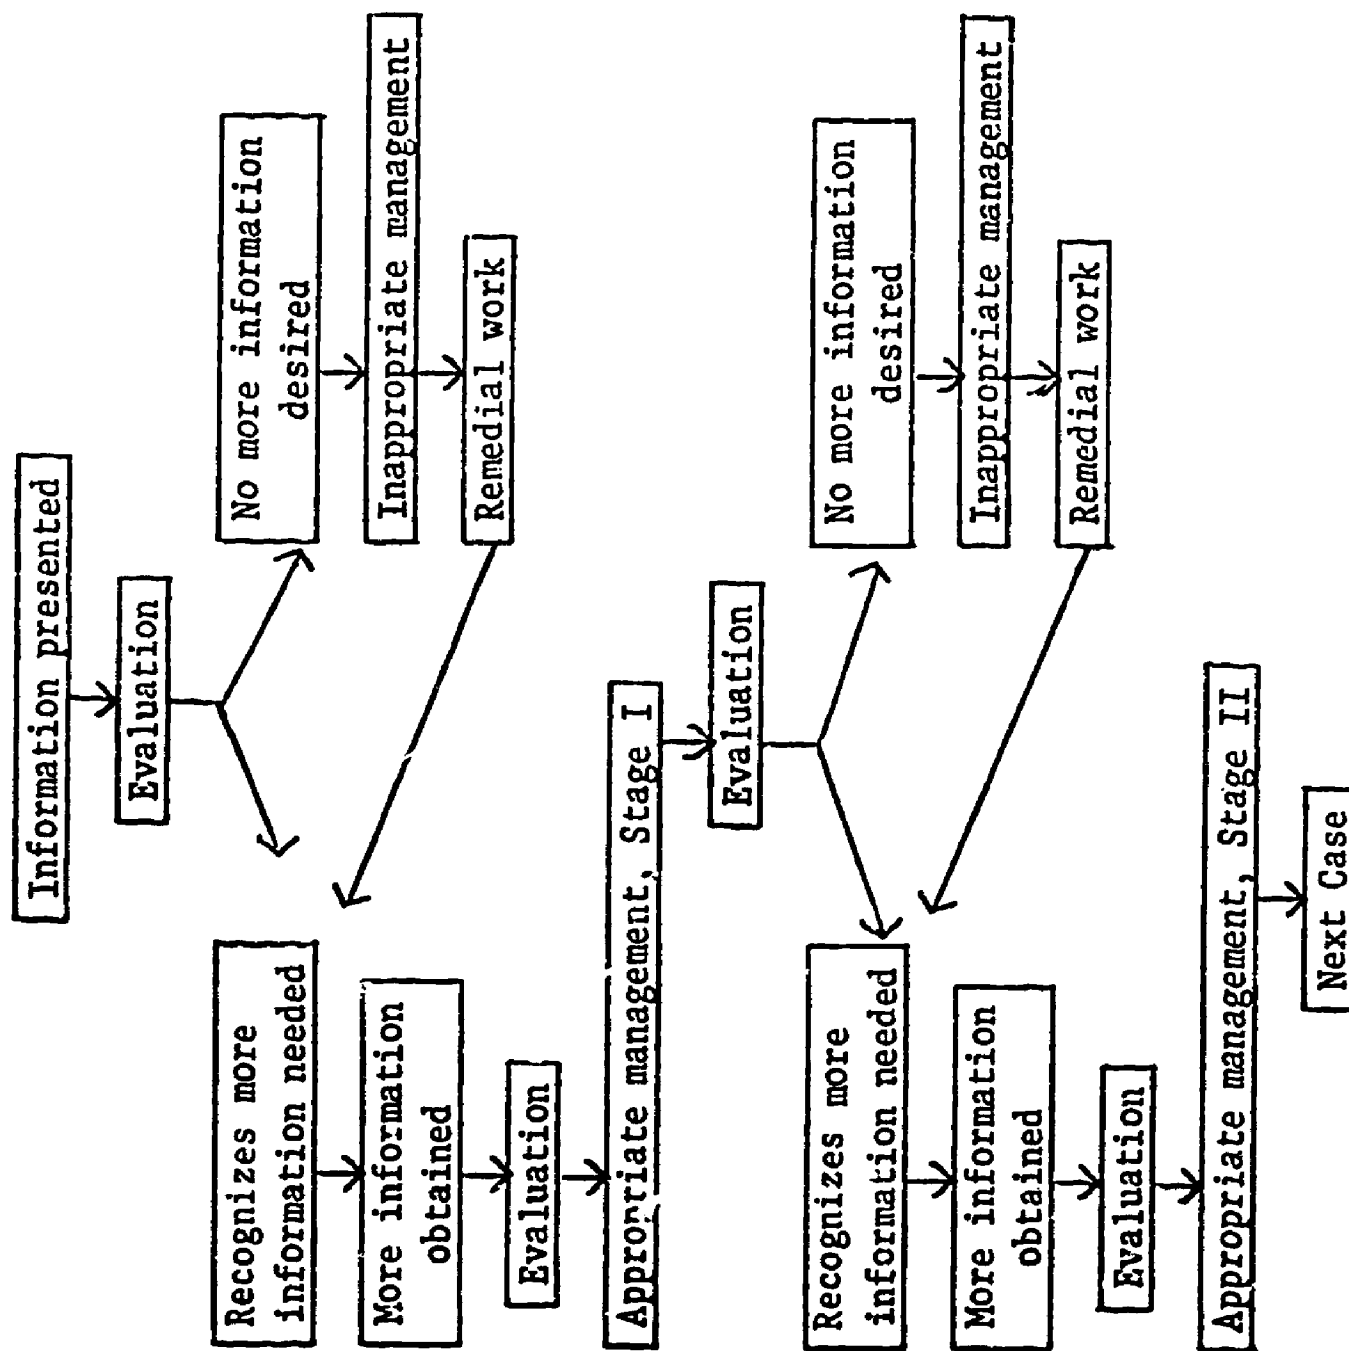 Information presented
Evaluation
Recognizes more
information needed
No more information
desired
More information
obtained
Inappropriate management
Evaluation
Remedial work
Appropriate management, Stage I
Evaluation
Recognizes more
information needed
No more information
desired
More information
obtained
Inappropriate management
Evaluation
Remedial work
Appropriate management, Stage II
Next Case